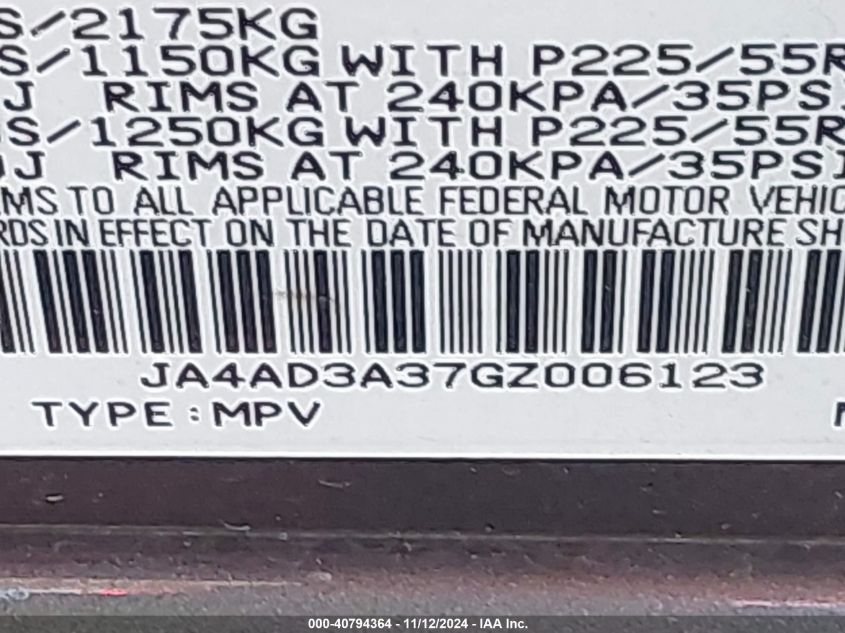 S/2175KG
S/1150KG WITH P225/55R
J RIMS AT 240KPA/35PSI
S/1250KG WITH P225/55R
J RIMS AT 240KPA/35PSI
MS TO ALL APPLICABLE FEDERAL MOTOR VEHIC
RDS IN EFFECT ON THE DATE OF MANUFACTURE SH
JA4AD3A37GZ006123
TYPE:MPV
000-40794364 - 11/12/2024 - IAA Inc.